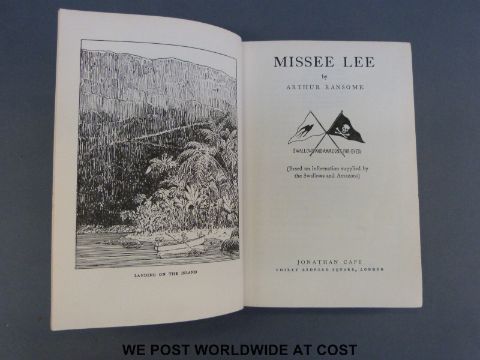 LANDING ON THE ISLAND
MISSEE LEE
by
ARTHUR RANSOME
SWALLOWS AND AMAZONS FOR EVER!
(Based on information supplied by
the Swallows and Amazons)
JONATHAN CAPE
THIRTY BEDFORD SQUARE, LONDON
WE POST WORLDWIDE AT COST